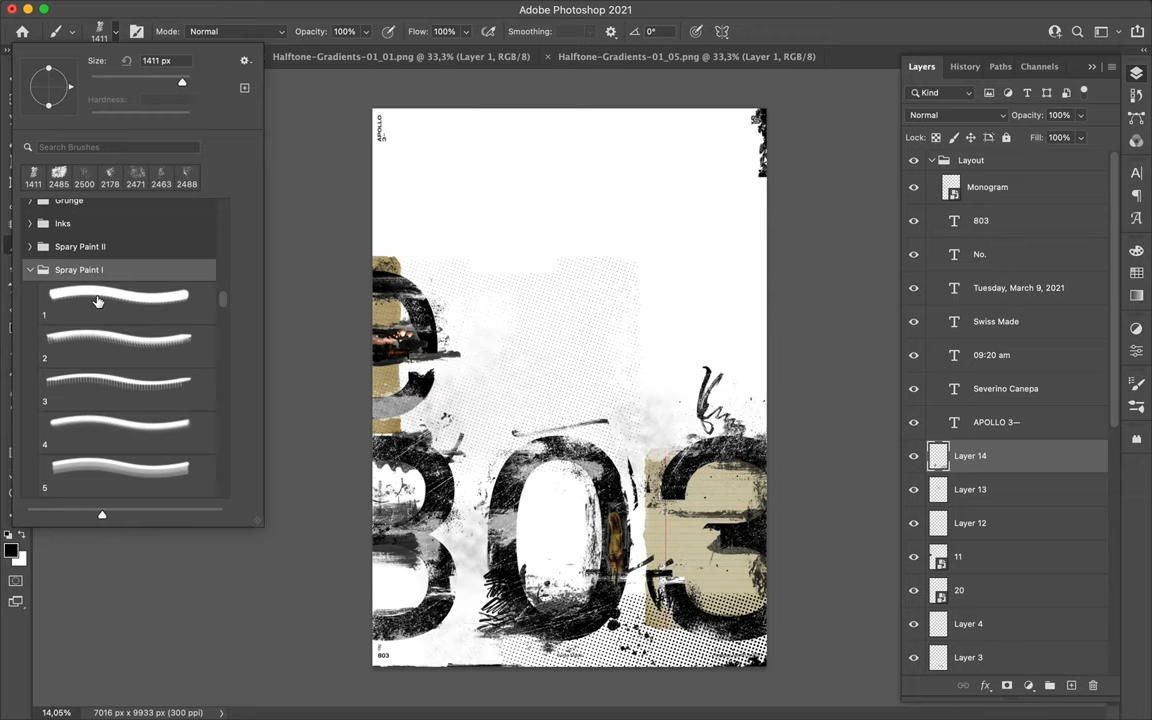 Adobe Photoshop 2021
1411
Mode: Normal
Opacity: 100%
Flow: 100%
Smoothing:
0°
Halftone-Gradients-01_01.png @ 33,3% (Layer 1, RGB/8)
× Halftone-Gradients-01_05.png @ 33,3% (Layer 1, RGB/8)
Size: 1411 px
Hardness:
Search Brushes
1411 2485 2500 2178 2471 2463 2488
Grunge
Inks
Spary Paint II
Spray Paint I
1
2
3
4
5
APOLLO
3—
803
803
Layers History Paths Channels
Kind
Normal
Opacity: 100%
Lock:
Fill: 100%
Layout
Monogram
T 803
T No.
T Tuesday, March 9, 2021
T Swiss Made
T 09:20 am
T Severino Canepa
T APOLLO 3—
Layer 14
Layer 13
Layer 12
11
20
Layer 4
Layer 3
fx
14,05%
7016 px x 9933 px (300 ppi)